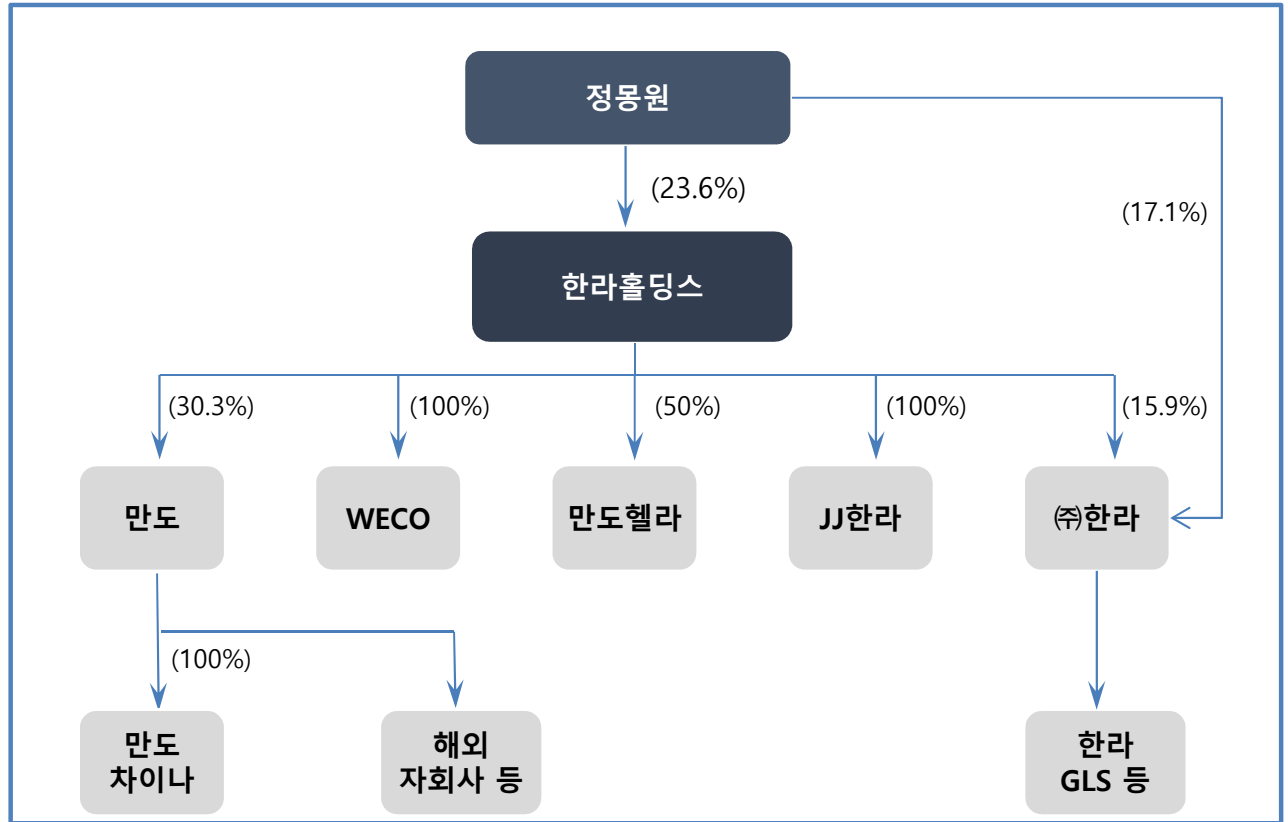 정몽원
(23.6%)
(17.1%)
한라홀딩스
(30.3%)
(100%)
(50%)
(100%)
(15.9%)
만도
WECO
만도헬라
JJ한라
㈜한라
(100%)
만도
차이나
해외
자회사 등
한라
GLS 등